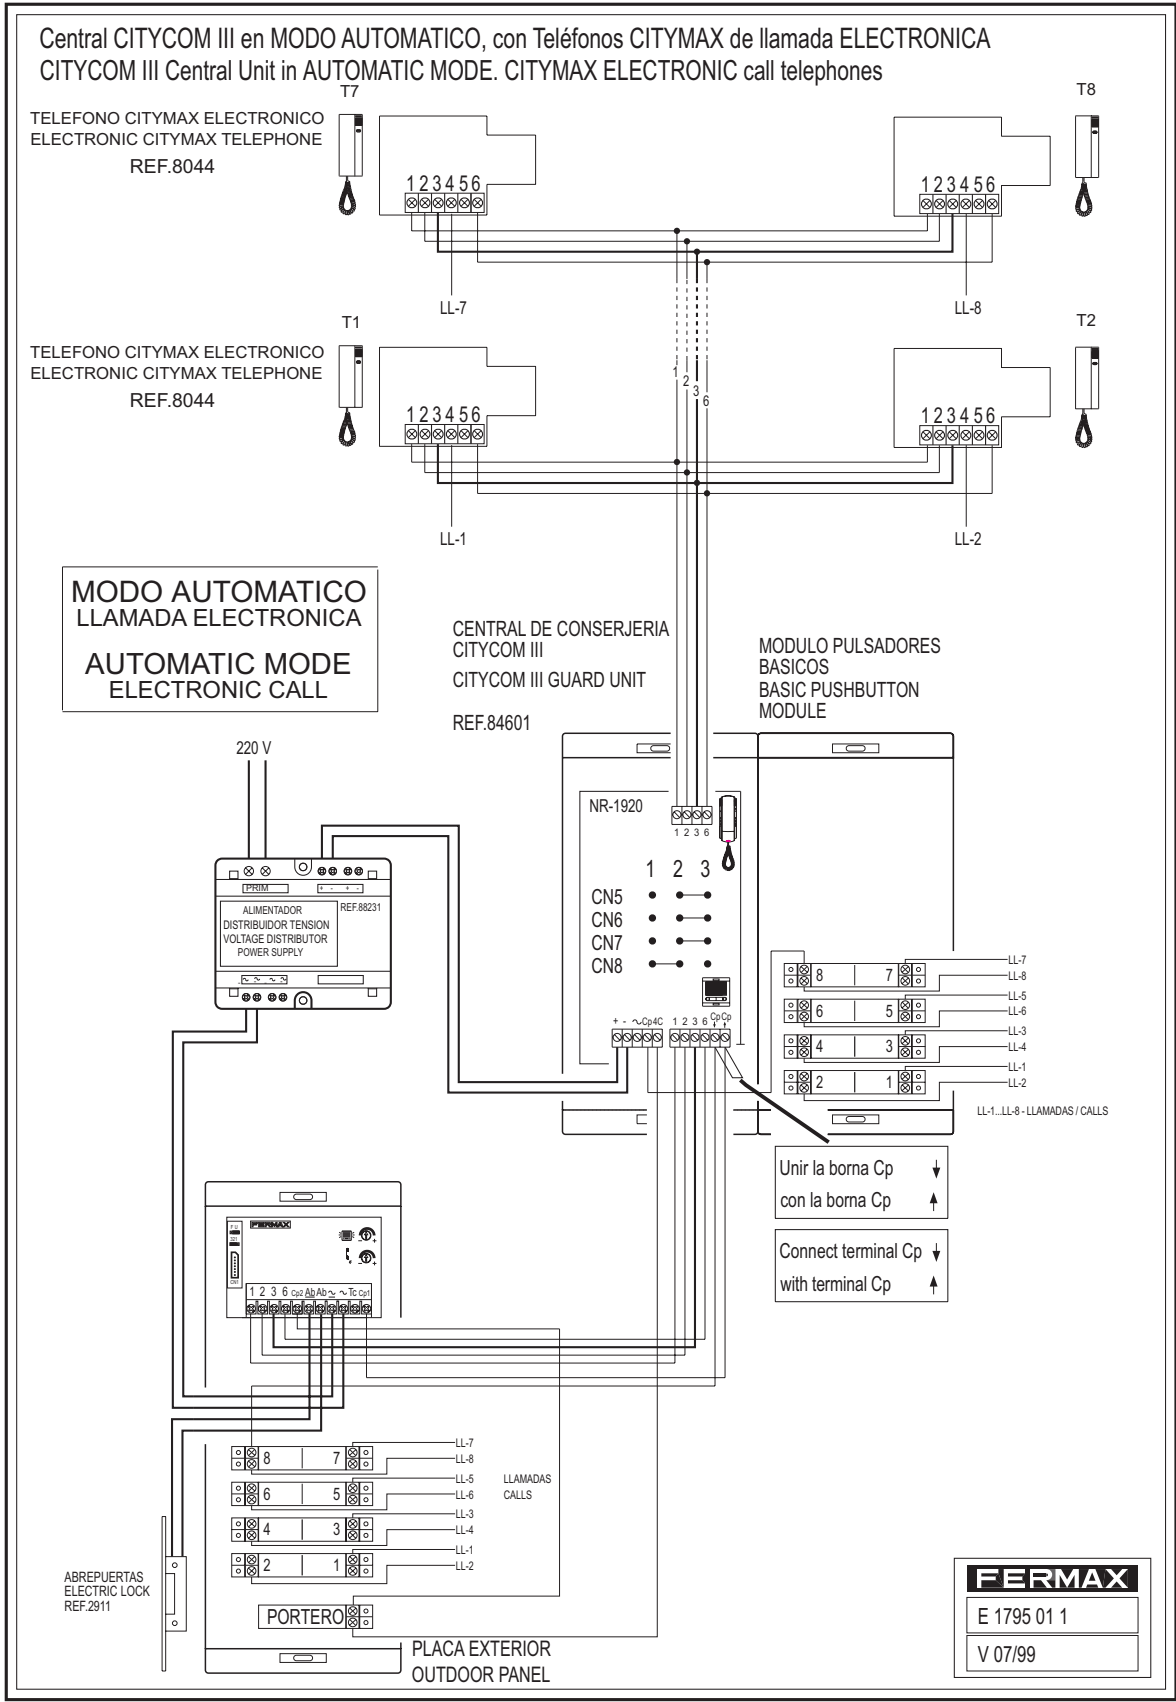 Central CITYCOM III en MODO AUTOMATICO, con Teléfonos CITYMAX de llamada ELECTRONICA
CITYCOM III Central Unit in AUTOMATIC MODE. CITYMAX ELECTRONIC call telephones
T7
T8
TELEFONO CITYMAX ELECTRONICO
ELECTRONIC CITYMAX TELEPHONE
REF.8044
1 2 3 4 5 6
1 2 3 4 5 6
LL-7
LL-8
T1
T2
TELEFONO CITYMAX ELECTRONICO
ELECTRONIC CITYMAX TELEPHONE
REF.8044
1
2
3
6
1 2 3 4 5 6
1 2 3 4 5 6
LL-1
LL-2
MODO AUTOMATICO
LLAMADA ELECTRONICA
AUTOMATIC MODE
ELECTRONIC CALL
CENTRAL DE CONSERJERIA
CITYCOM III
CITYCOM III GUARD UNIT
REF.84601
MODULO PULSADORES
BASICOS
BASIC PUSHBUTTON
MODULE
220 V
NR-1920
1 2 3 6
1 2 3
CN5
CN6
CN7
CN8
PRIM
+ - + -
ALIMENTADOR
DISTRIBUIDOR TENSION
VOLTAGE DISTRIBUTOR
POWER SUPPLY
REF.88231
~ ~ ~ ~
+ - ~ Cp 4C 1 2 3 6 Cp Cp
8 7
LL-7
LL-8
6 5
LL-5
LL-6
4 3
LL-3
LL-4
2 1
LL-1
LL-2
LL-1...LL-8 - LLAMADAS / CALLS
Unir la borna Cp ↓
con la borna Cp ↑
Connect terminal Cp ↓
with terminal Cp ↑
FERMAX
F U
321
CN1
- +
- +
1 2 3 6 Cp2 Ab Ab ~ ~ Tc Cp1
8 7
LL-7
LL-8
6 5
LL-5
LL-6
4 3
LL-3
LL-4
2 1
LL-1
LL-2
LLAMADAS
CALLS
ABREPUERTAS
ELECTRIC LOCK
REF.2911
PORTERO
PLACA EXTERIOR
OUTDOOR PANEL
FERMAX
E 1795 01 1
V 07/99